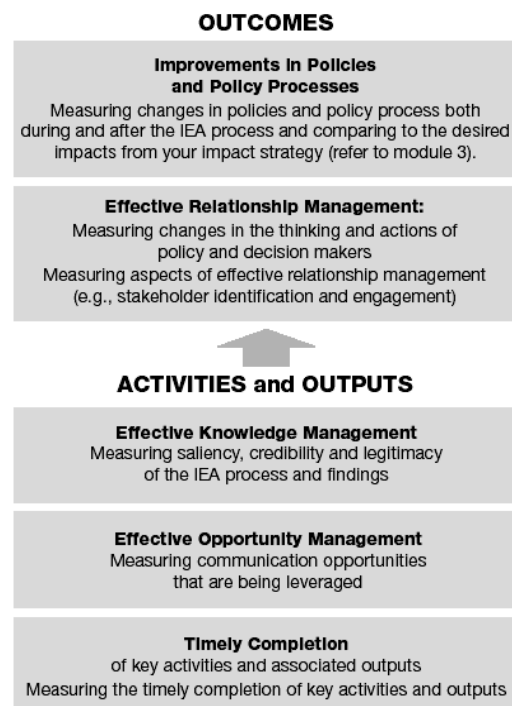 OUTCOMES
Improvements in Policies
and Policy Processes
Measuring changes in policies and policy process both
during and after the IEA process and comparing to the desired
impacts from your impact strategy (refer to module 3).
Effective Relationship Management:
Measuring changes in the thinking and actions of
policy and decision makers
Measuring aspects of effective relationship management
(e.g., stakeholder identification and engagement)
ACTIVITIES and OUTPUTS
Effective Knowledge Management
Measuring saliency, credibility and legitimacy
of the IEA process and findings
Effective Opportunity Management
Measuring communication opportunities
that are being leveraged
Timely Completion
of key activities and associated outputs
Measuring the timely completion of key activities and outputs